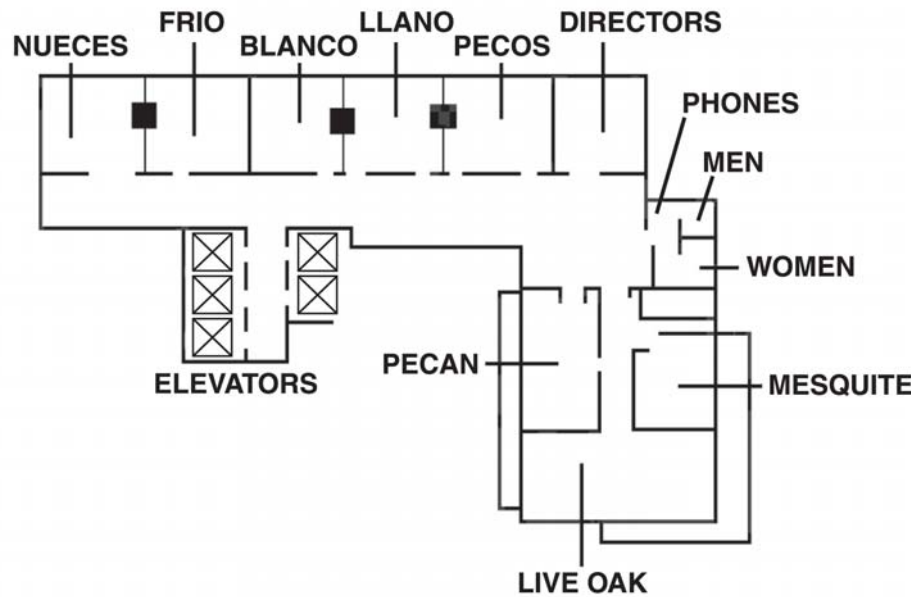 FRIO
LLANO
DIRECTORS
NUECES
BLANCO
PECOS
PHONES
MEN
WOMEN
PECAN
ELEVATORS
MESQUITE
LIVE OAK